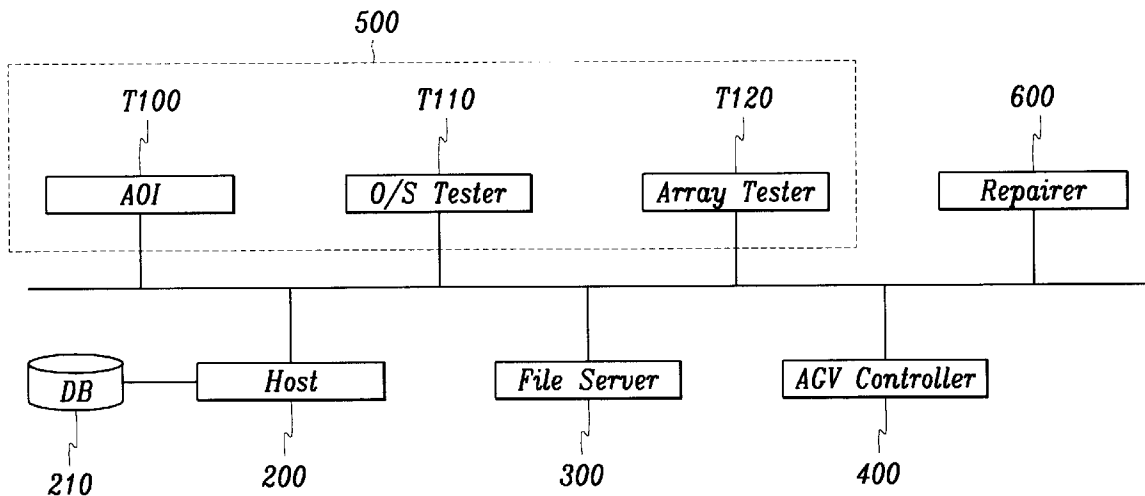 500
T100
T110
T120
600
AOI
O/S Tester
Array Tester
Repairer
DB
Host
File Server
AGV Controller
210
200
300
400